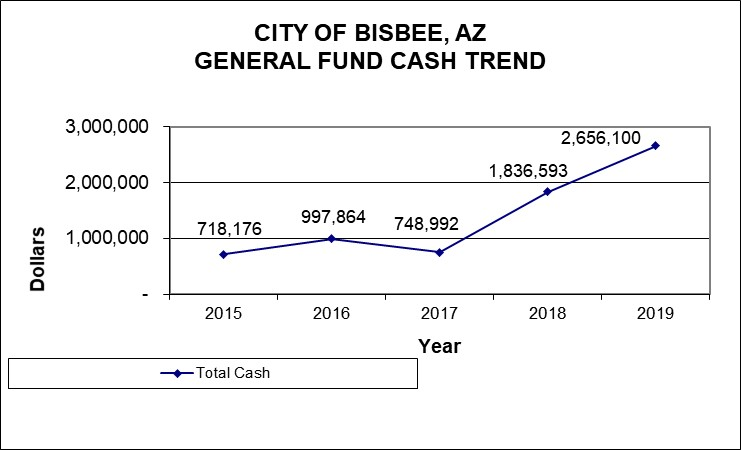 CITY OF BISBEE, AZ
GENERAL FUND CASH TREND
3,000,000
2,656,100
2,000,000
1,836,593
718,176
997,864
748,992
1,000,000
-
Dollars
2015
2016
2017
2018
2019
Year
Total Cash